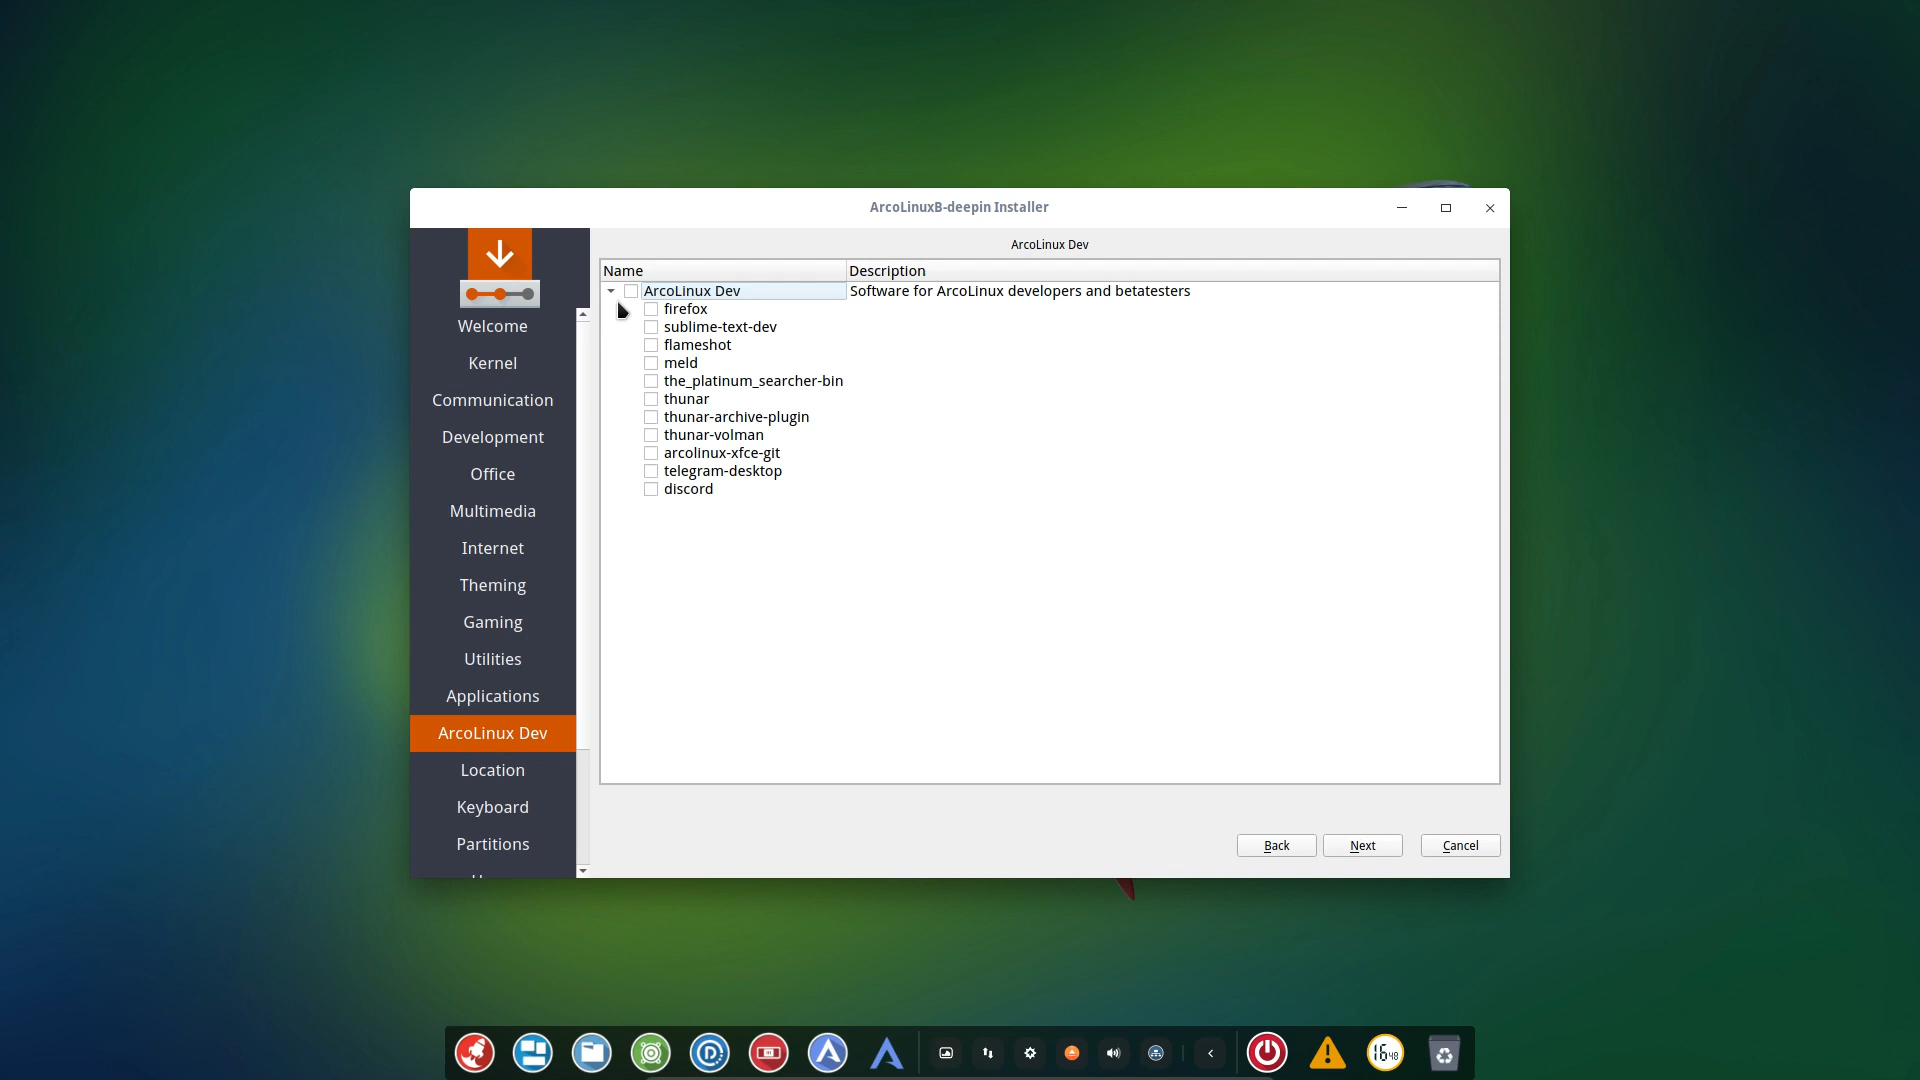 ArcoLinuxB-deepin Installer
Welcome
Kernel
Communication
Development
Office
Multimedia
Internet
Theming
Gaming
Utilities
Applications
ArcoLinux Dev
Location
Keyboard
Partitions
ArcoLinux Dev
Name Description
ArcoLinux Dev Software for ArcoLinux developers and betatesters
firefox
sublime-text-dev
flameshot
meld
the_platinum_searcher-bin
thunar
thunar-archive-plugin
thunar-volman
arcolinux-xfce-git
telegram-desktop
discord
Back Next Cancel
16 48